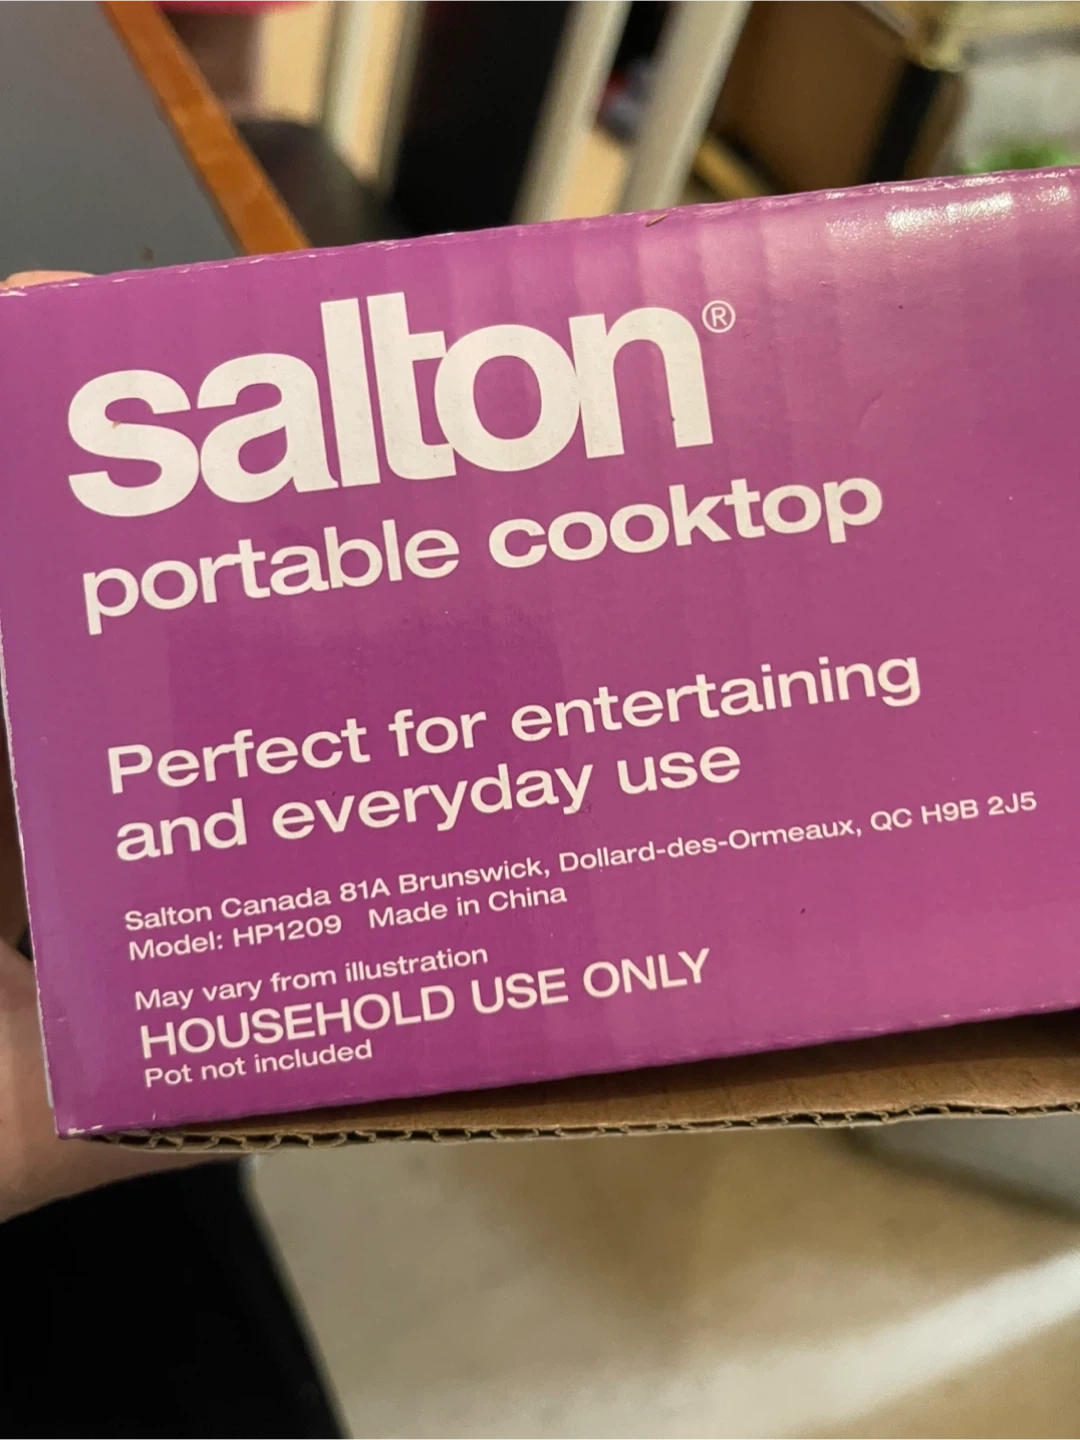 salton®
portable cooktop
Perfect for entertaining
and everyday use
Salton Canada 81A Brunswick, Dollard-des-Ormeaux, QC H9B 2J5
Model: HP1209 Made in China
May vary from illustration
HOUSEHOLD USE ONLY
Pot not included